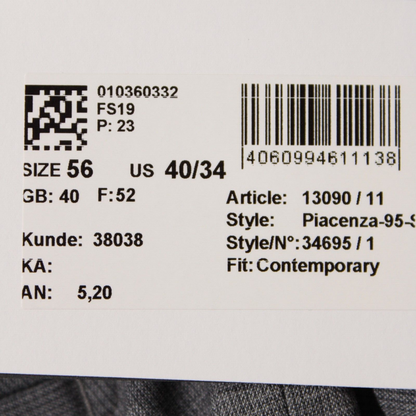 010360332
FS19
P: 23
4060994611138
SIZE 56 US 40/34
GB: 40 F:52
Article: 13090 / 11
Style: Piacenza-95-S
Kunde: 38038
Style/N°: 34695 / 1
KA:
Fit: Contemporary
AN: 5,20